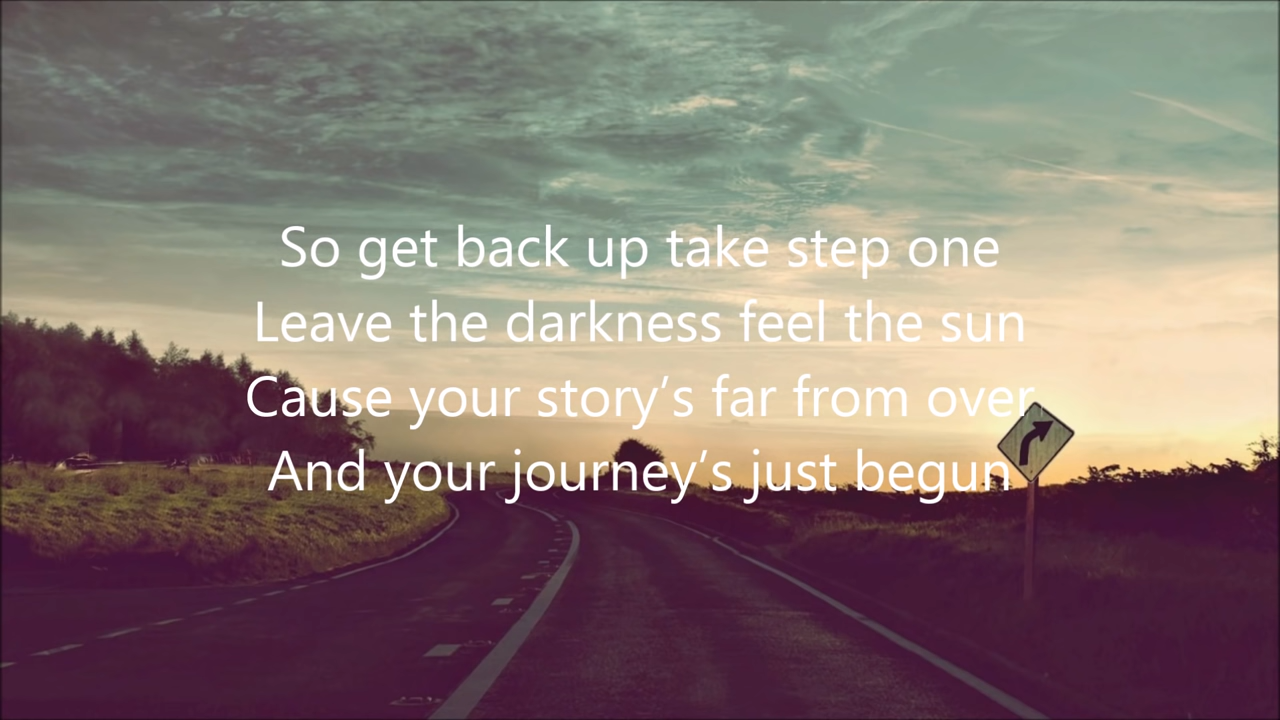 So get back up take step one
Leave the darkness feel the sun
Cause your story’s far from over
And your journey’s just begun